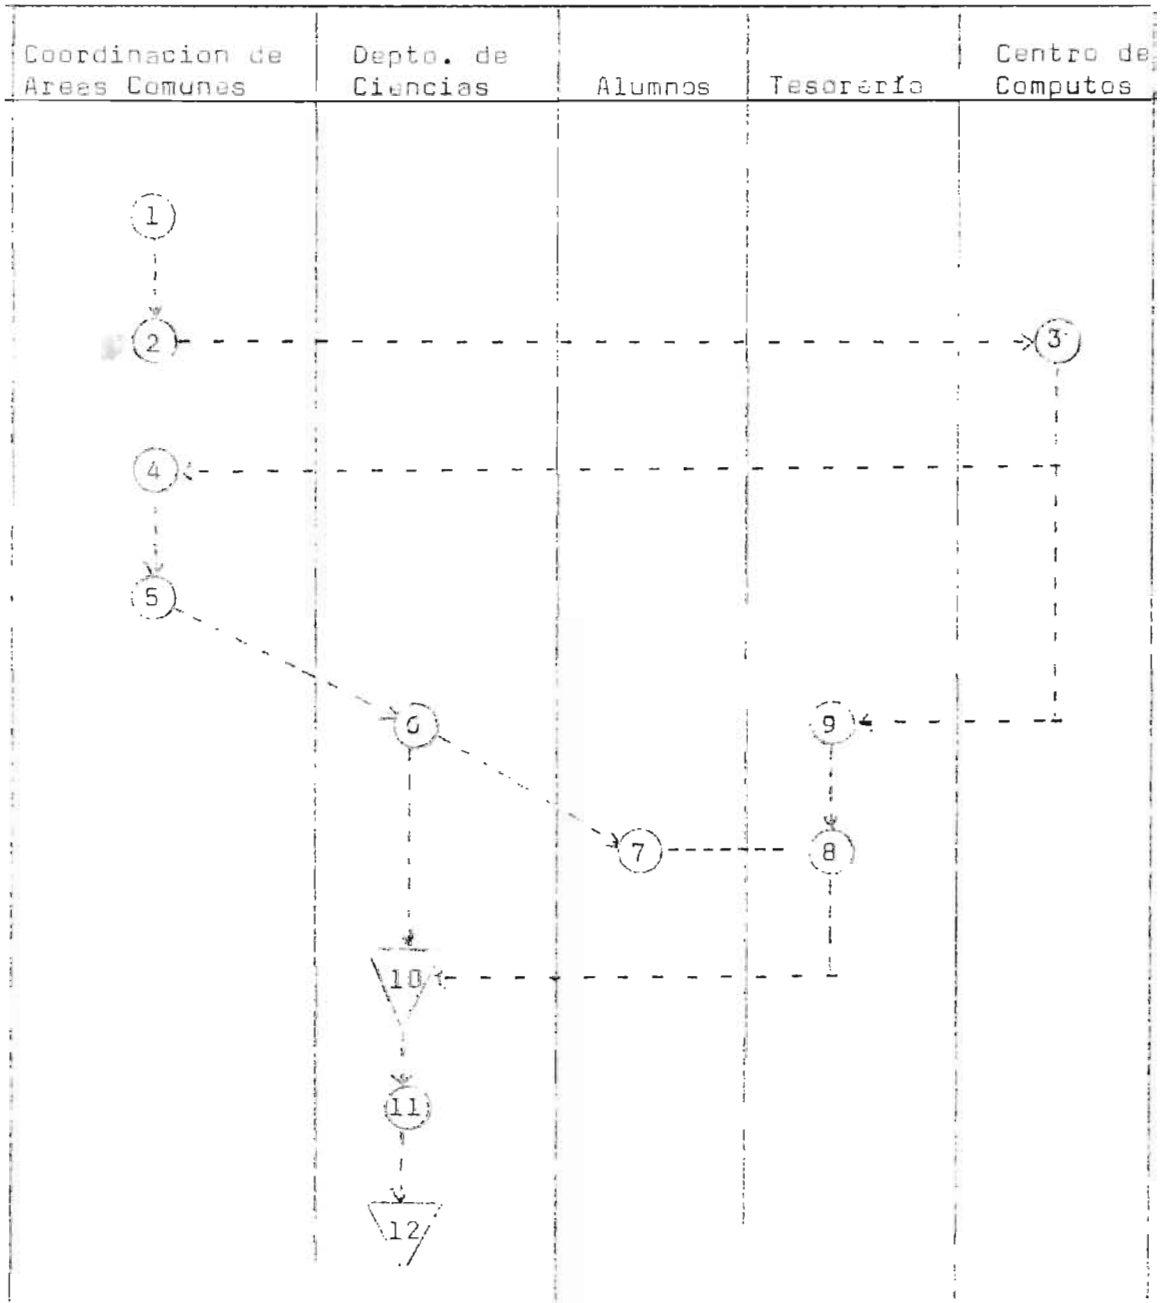 Coordinacion de
Areas Comunes
Depto. de
Ciencias
Alumnos
Tesorería
Centro de
Computos
1
2
3
4
5
6
9
7
8
10
11
12